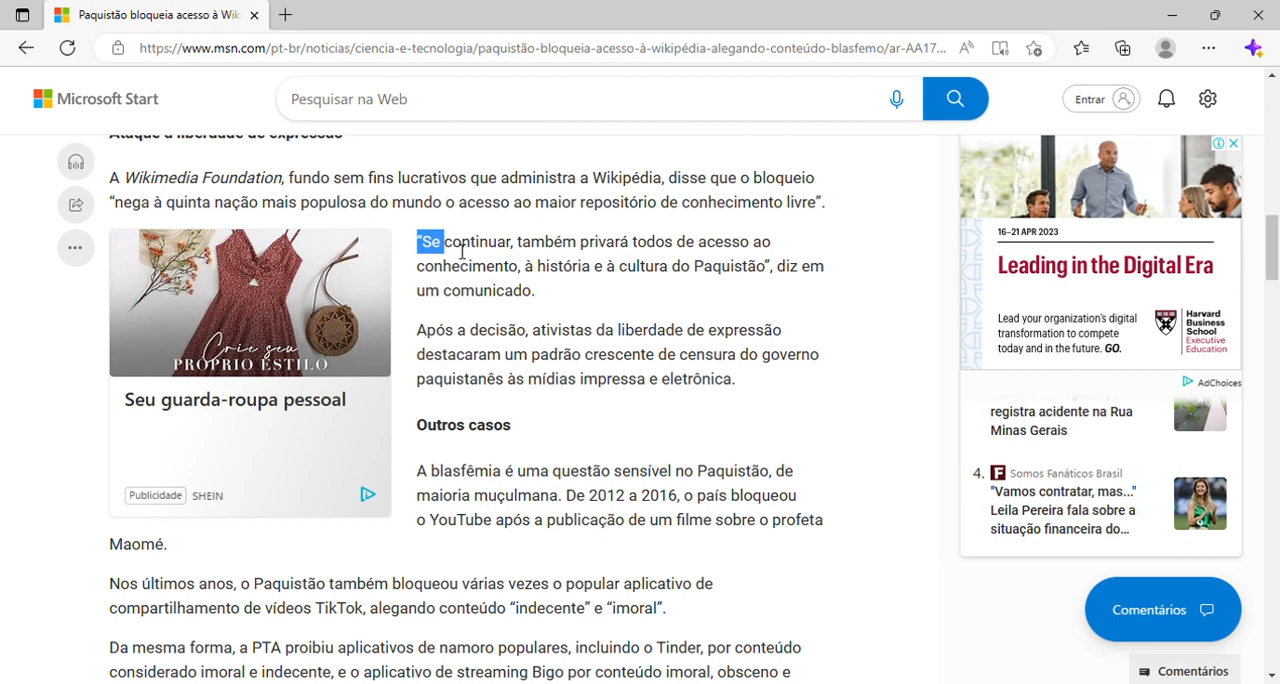 Paquistão bloqueia acesso à Wik
https://www.msn.com/pt-br/noticias/ciencia-e-tecnologia/paquistão-bloqueia-acesso-à-wikipédia-alegando-conteúdo-blasfemo/ar-AA17...
Microsoft Start
Pesquisar na Web
Entrar
Ataque à liberdade de expressão
A Wikimedia Foundation, fundo sem fins lucrativos que administra a Wikipédia, disse que o bloqueio
“nega à quinta nação mais populosa do mundo o acesso ao maior repositório de conhecimento livre”.
“Se continuar, também privará todos de acesso ao
conhecimento, à história e à cultura do Paquistão”, diz em
um comunicado.
Após a decisão, ativistas da liberdade de expressão
destacaram um padrão crescente de censura do governo
paquistanês às mídias impressa e eletrônica.
Outros casos
A blasfêmia é uma questão sensível no Paquistão, de
maioria muçulmana. De 2012 a 2016, o país bloqueou
o YouTube após a publicação de um filme sobre o profeta
Maomé.
Nos últimos anos, o Paquistão também bloqueou várias vezes o popular aplicativo de
compartilhamento de vídeos TikTok, alegando conteúdo “indecente” e “imoral”.
Da mesma forma, a PTA proibiu aplicativos de namoro populares, incluindo o Tinder, por conteúdo
considerado imoral e indecente, e o aplicativo de streaming Bigo por conteúdo imoral, obsceno e
Crie seu
PRÓPRIO ESTILO
Seu guarda-roupa pessoal
Publicidade SHEIN
16–21 APR 2023
Leading in the Digital Era
Lead your organization's digital
transformation to compete
today and in the future. GO.
Harvard
Business
School
Executive
Education
AdChoices
registra acidente na Rua
Minas Gerais
4. F Somos Fanáticos Brasil
"Vamos contratar, mas..."
Leila Pereira fala sobre a
situação financeira do...
Comentários
Comentários